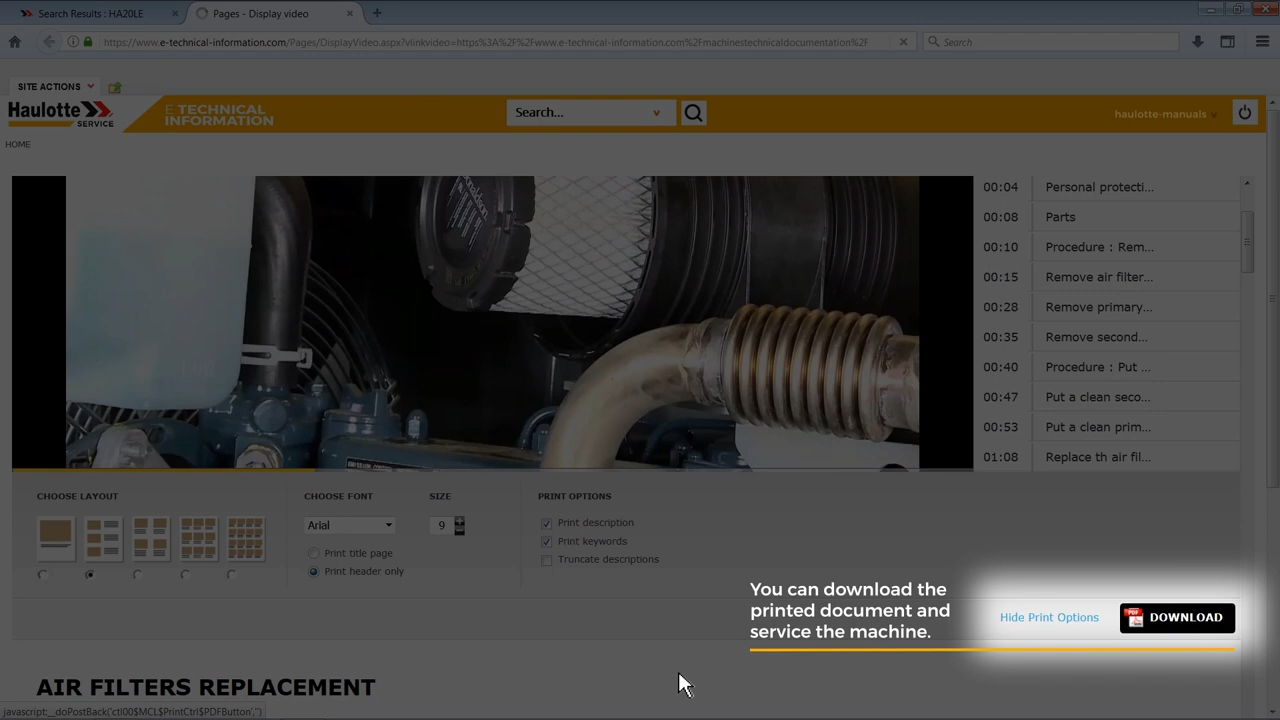 Search Results : HA20LE
Pages - Display video
https://www.e-technical-information.com/Pages/DisplayVideo.aspx?vlinkvideo=https%3A%2F%2Fwww.e-technical-information.com%2Fmachinestechnicaldocumentation%2F
Search
SITE ACTIONS
Haulotte
SERVICE
E TECHNICAL
INFORMATION
Search...
haulotte-manuals
HOME
Donaldson
00:04 Personal protecti...
00:08 Parts
00:10 Procedure : Rem...
00:15 Remove air filter...
00:28 Remove primary...
00:35 Remove second...
00:40 Procedure : Put ...
00:47 Put a clean seco...
00:53 Put a clean prim...
01:08 Replace th air fil...
CHOOSE LAYOUT
CHOOSE FONT
SIZE
Arial
9
Print title page
Print header only
PRINT OPTIONS
Print description
Print keywords
Truncate descriptions
You can download the
printed document and
service the machine.
Hide Print Options
PDF
DOWNLOAD
AIR FILTERS REPLACEMENT
javascript:__doPostBack('ctl00$MCL$PrintCtrl$PDFButton','')